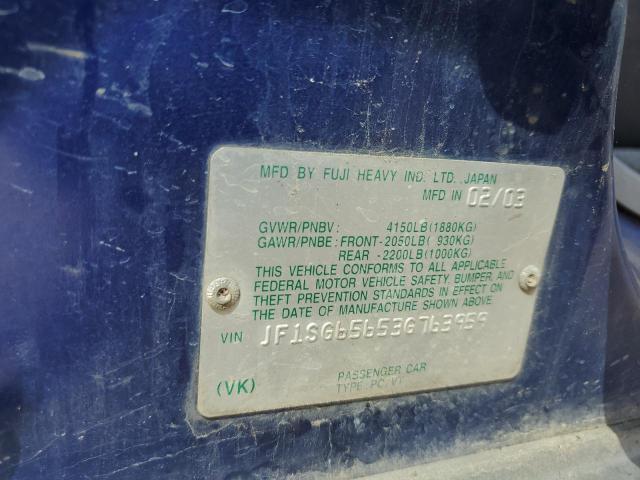 MFD BY FUJI HEAVY IND. LTD. JAPAN
MFD IN 02/03
GVWR/PNBV: 4150LB(1880KG)
GAWR/PNBE: FRONT-2050LB( 930KG)
REAR -2200LB(1000KG)
THIS VEHICLE CONFORMS TO ALL APPLICABLE
FEDERAL MOTOR VEHICLE SAFETY, BUMPER, AND
THEFT PREVENTION STANDARDS IN EFFECT ON
THE DATE OF MANUFACTURE SHOWN ABOVE.
VIN JF1SG65653G763959
PASSENGER CAR
(VK) TYPE: PC, VT